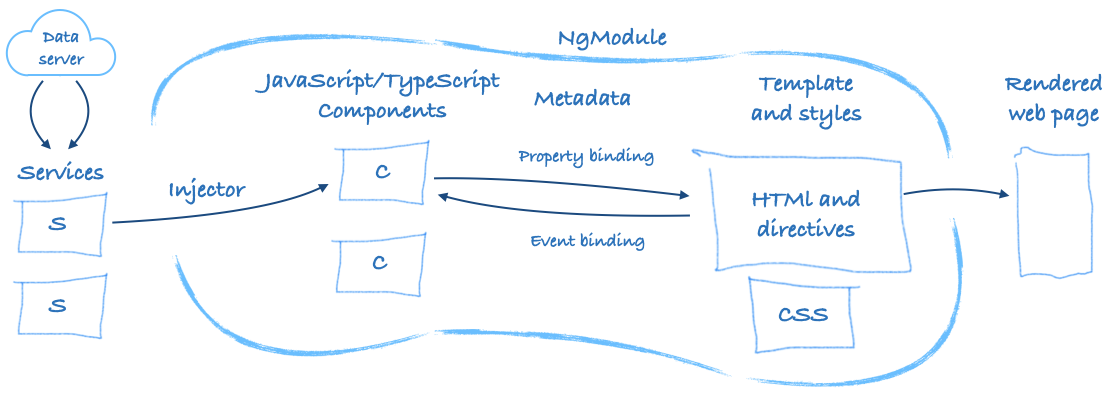 Data
server
NgModule
JavaScript/TypeScript
Components
Metadata
Template
and styles
Rendered
web page
Services
Injector
Property binding
Event binding
S
S
C
C
HTMl and
directives
CSS